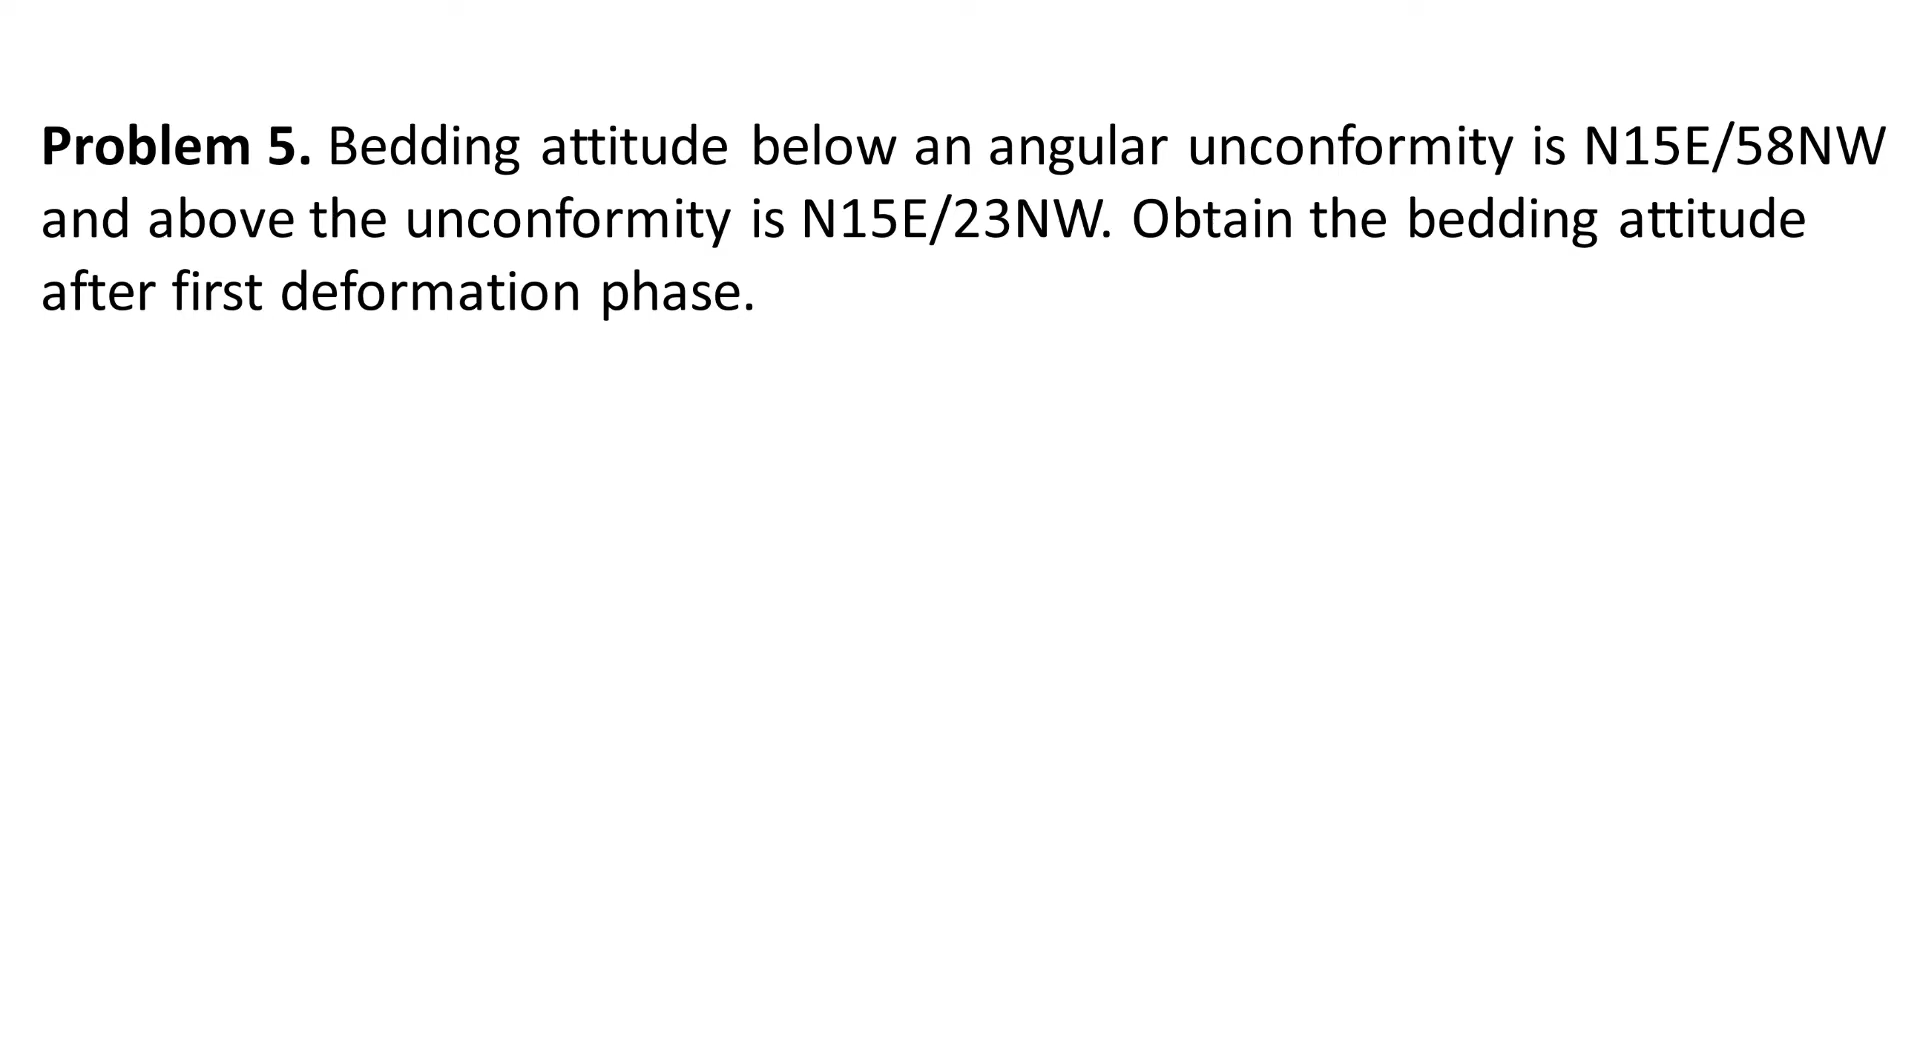 Problem 5. Bedding attitude below an angular unconformity is N15E/58NW
and above the unconformity is N15E/23NW. Obtain the bedding attitude
after first deformation phase.